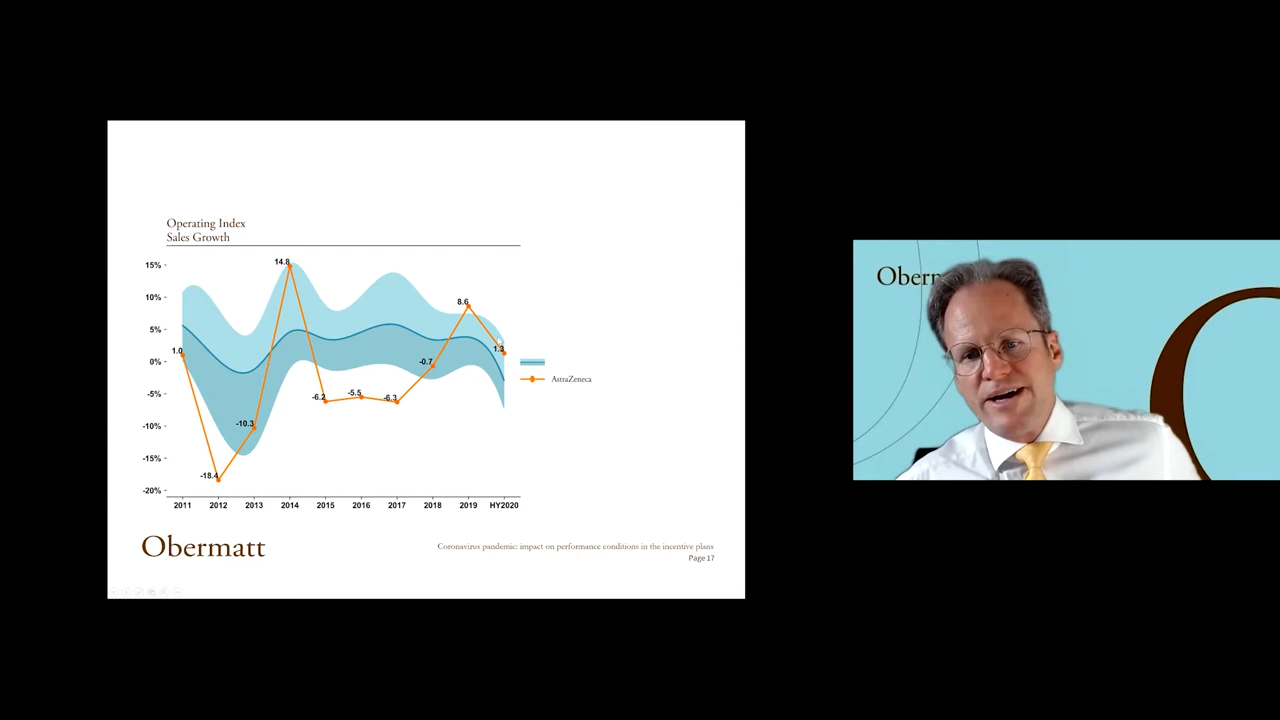 Operating Index
Sales Growth
15%
10%
5%
0%
-5%
-10%
-15%
-20%
1.0
-18.4
-10.3
14.8
-6.2
-5.5
-6.3
-0.7
8.6
1.3
AstraZeneca
2011 2012 2013 2014 2015 2016 2017 2018 2019 HY2020
Obermatt
Coronavirus pandemic: impact on performance conditions in the incentive plans
Page 17
Oberm